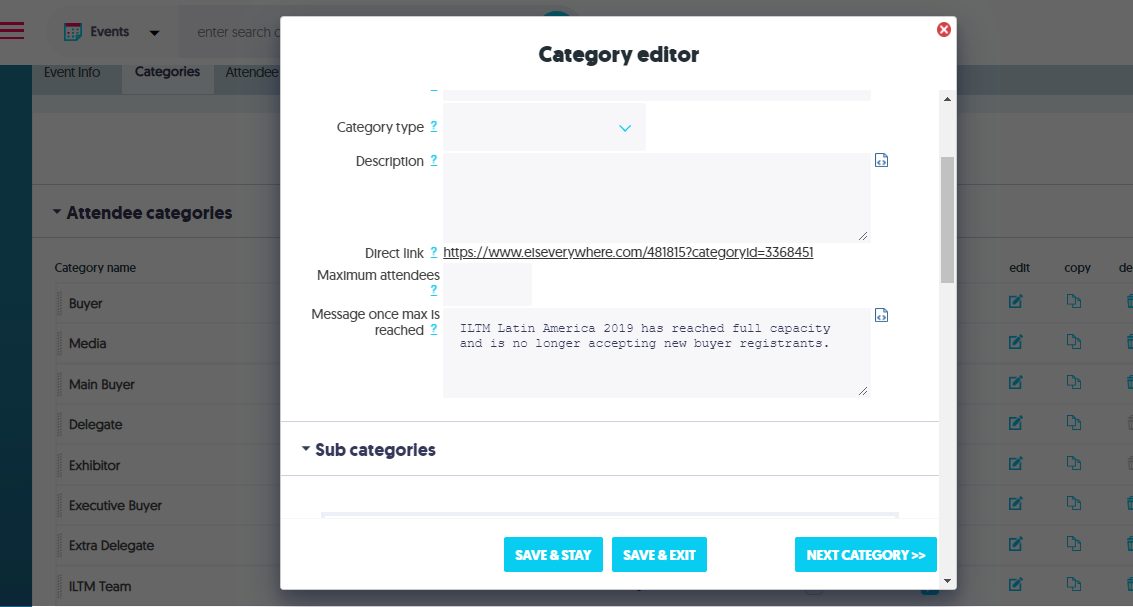 Events
enter search c
Event Info
Categories
Attendee
Attendee categories
Category name
edit
copy
de
Buyer
Media
Main Buyer
Delegate
Exhibitor
Executive Buyer
Extra Delegate
ILTM Team
Category editor
Category type ?
Description ?
Direct link ? https://www.eiseverywhere.com/481815?categoryid=3368451
Maximum attendees
?
Message once max is
reached ?
ILTM Latin America 2019 has reached full capacity
and is no longer accepting new buyer registrants.
Sub categories
SAVE & STAY
SAVE & EXIT
NEXT CATEGORY >>